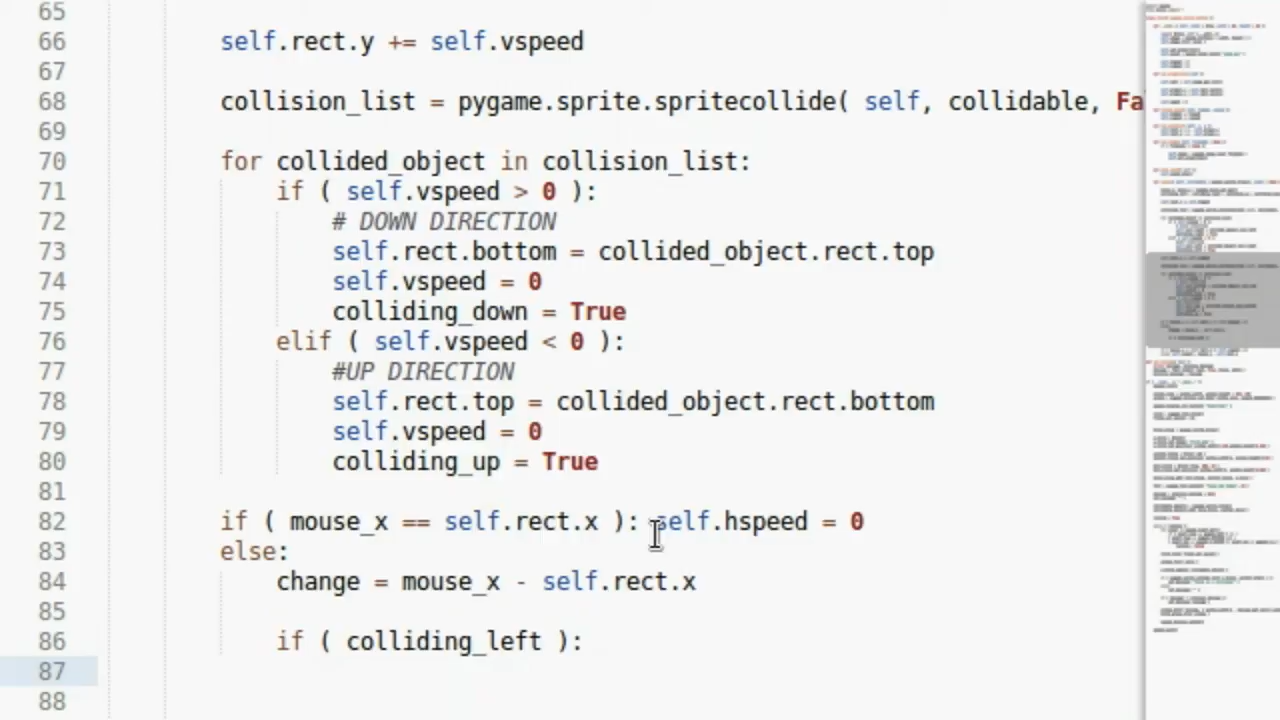 65
66 self.rect.y += self.vspeed
67
68 collision_list = pygame.sprite.spritecollide( self, collidable, Fa
69
70 for collided_object in collision_list:
71 if ( self.vspeed > 0 ):
72 # DOWN DIRECTION
73 self.rect.bottom = collided_object.rect.top
74 self.vspeed = 0
75 colliding_down = True
76 elif ( self.vspeed < 0 ):
77 #UP DIRECTION
78 self.rect.top = collided_object.rect.bottom
79 self.vspeed = 0
80 colliding_up = True
81
82 if ( mouse_x == self.rect.x ): self.hspeed = 0
83 else:
84 change = mouse_x - self.rect.x
85
86 if ( colliding_left ):
87
88